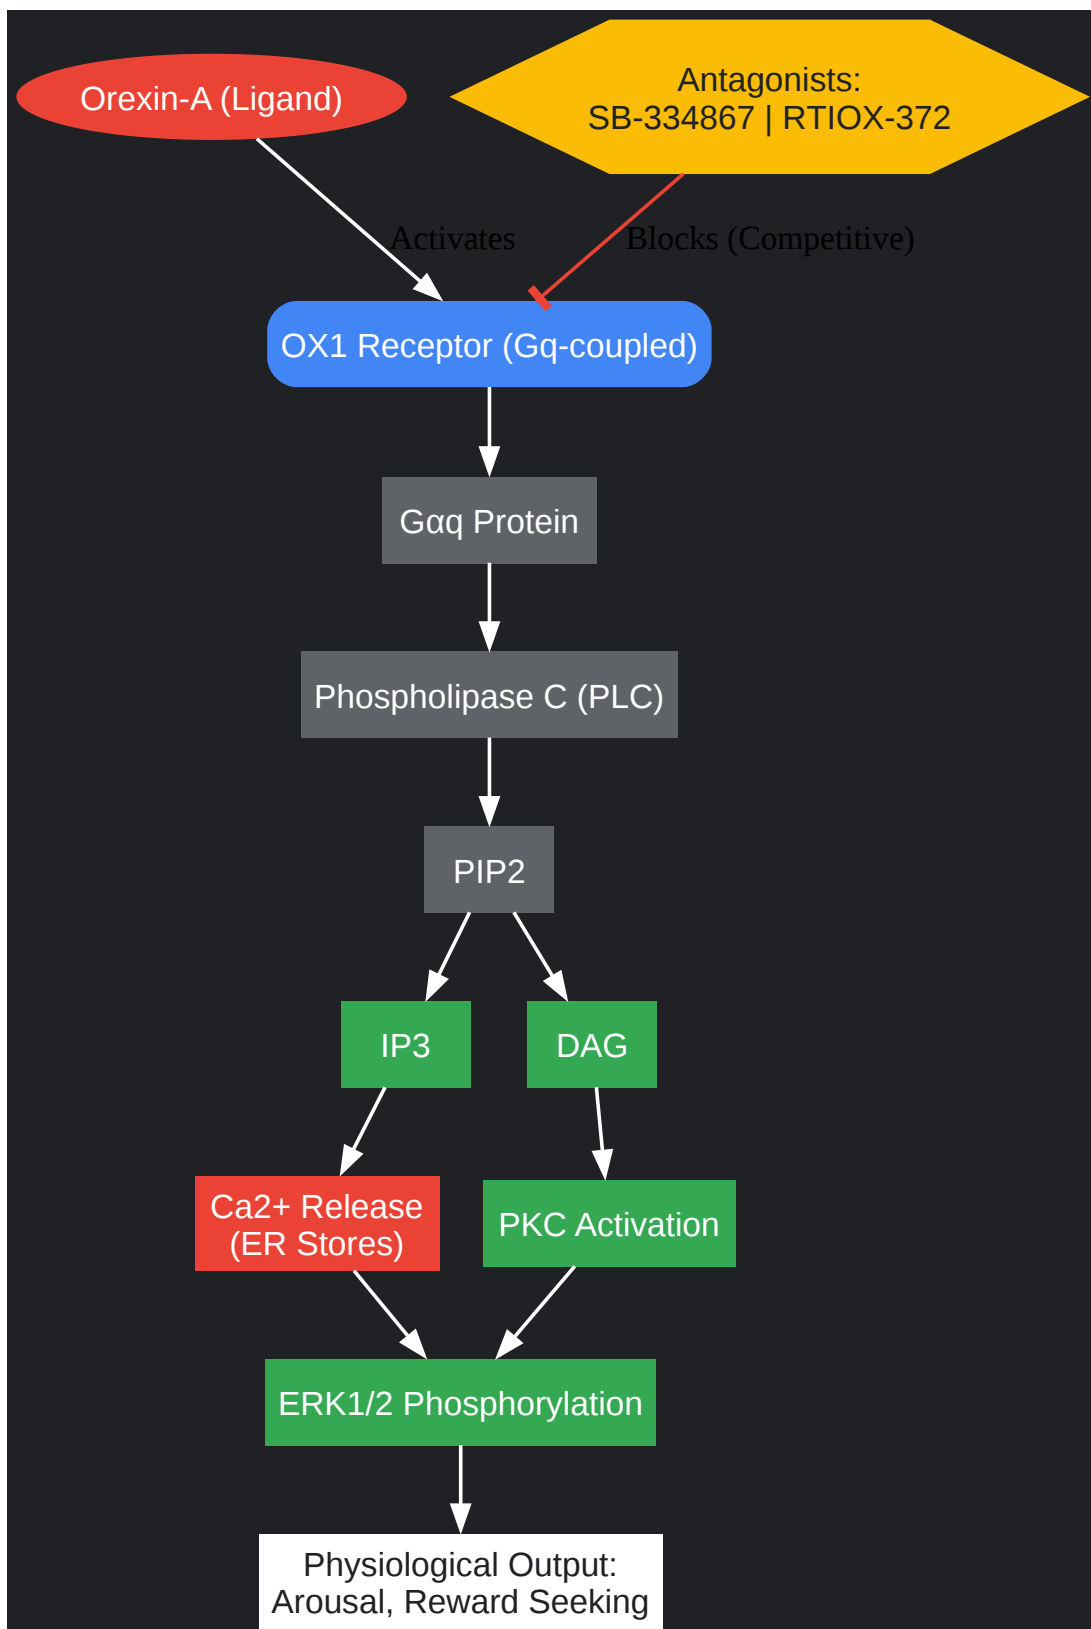 Orexin-A (Ligand)
Antagonists:
SB-334867 | RTIOX-372
Activates
Blocks (Competitive)
OX1 Receptor (Gq-coupled)
Gαq Protein
Phospholipase C (PLC)
PIP2
IP3
DAG
Ca2+ Release
(ER Stores)
PKC Activation
ERK1/2 Phosphorylation
Physiological Output:
Arousal, Reward Seeking